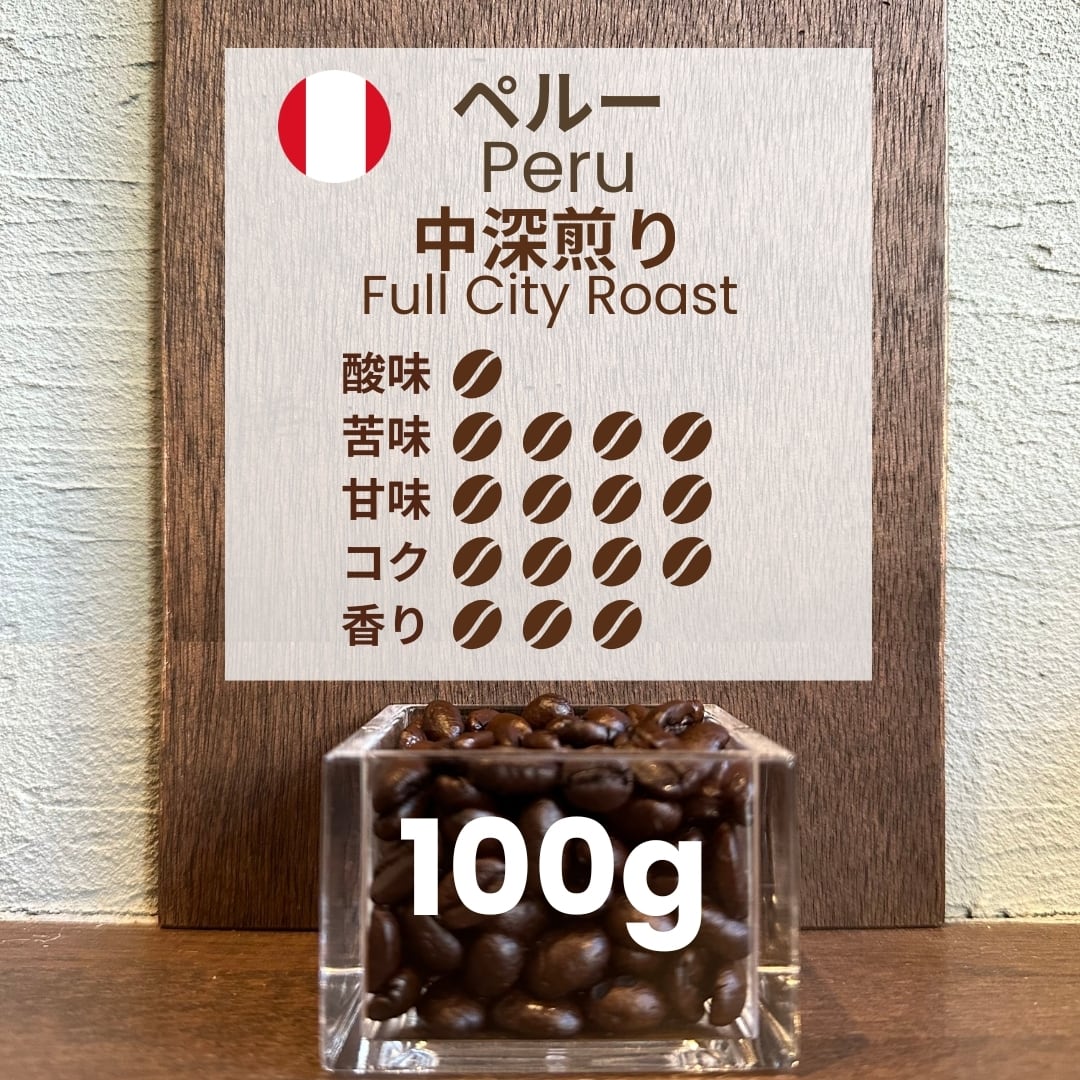 ペルー
Peru
中深煎り
Full City Roast
酸味
苦味
甘味
コク
香り
100g